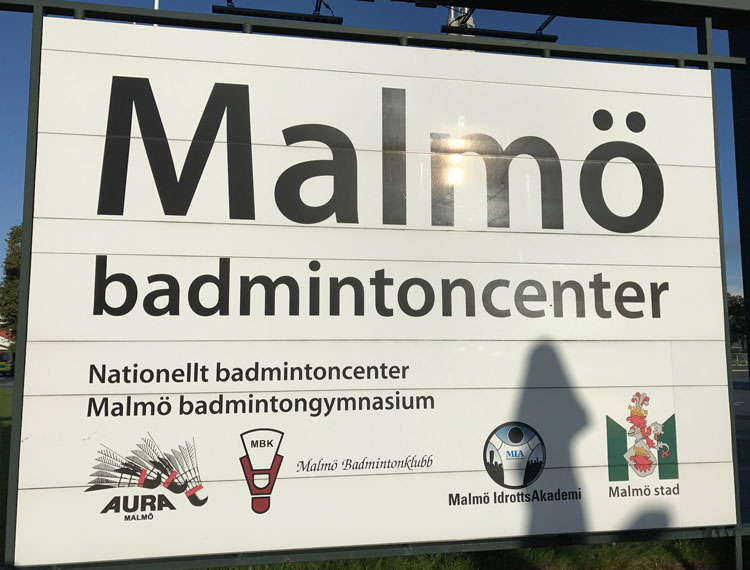 Malmö
badmintoncenter
Nationellt badmintoncenter
Malmö badmintongymnasium
AURA
MALMÖ
MBK
Malmö Badmintonklubb
MIA
Malmö IdrottsAkademi
Malmö stad